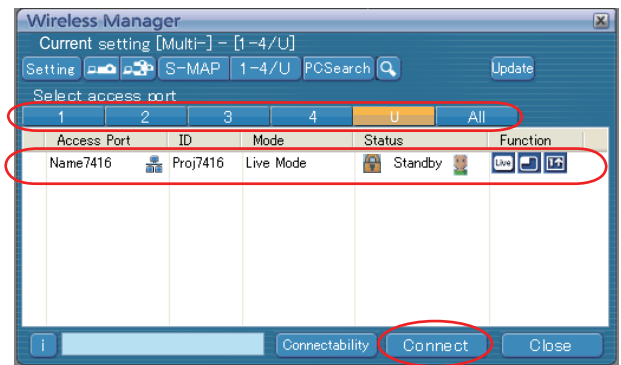 Wireless Manager
Current setting [Multi-] - [1-4/U]
Setting S-MAP 1-4/U PCSearch Update
Select access port
1 2 3 4 U All
Access Port ID Mode Status Function
Name7416 Proj7416 Live Mode Standby Live
i Connectability Connect Close